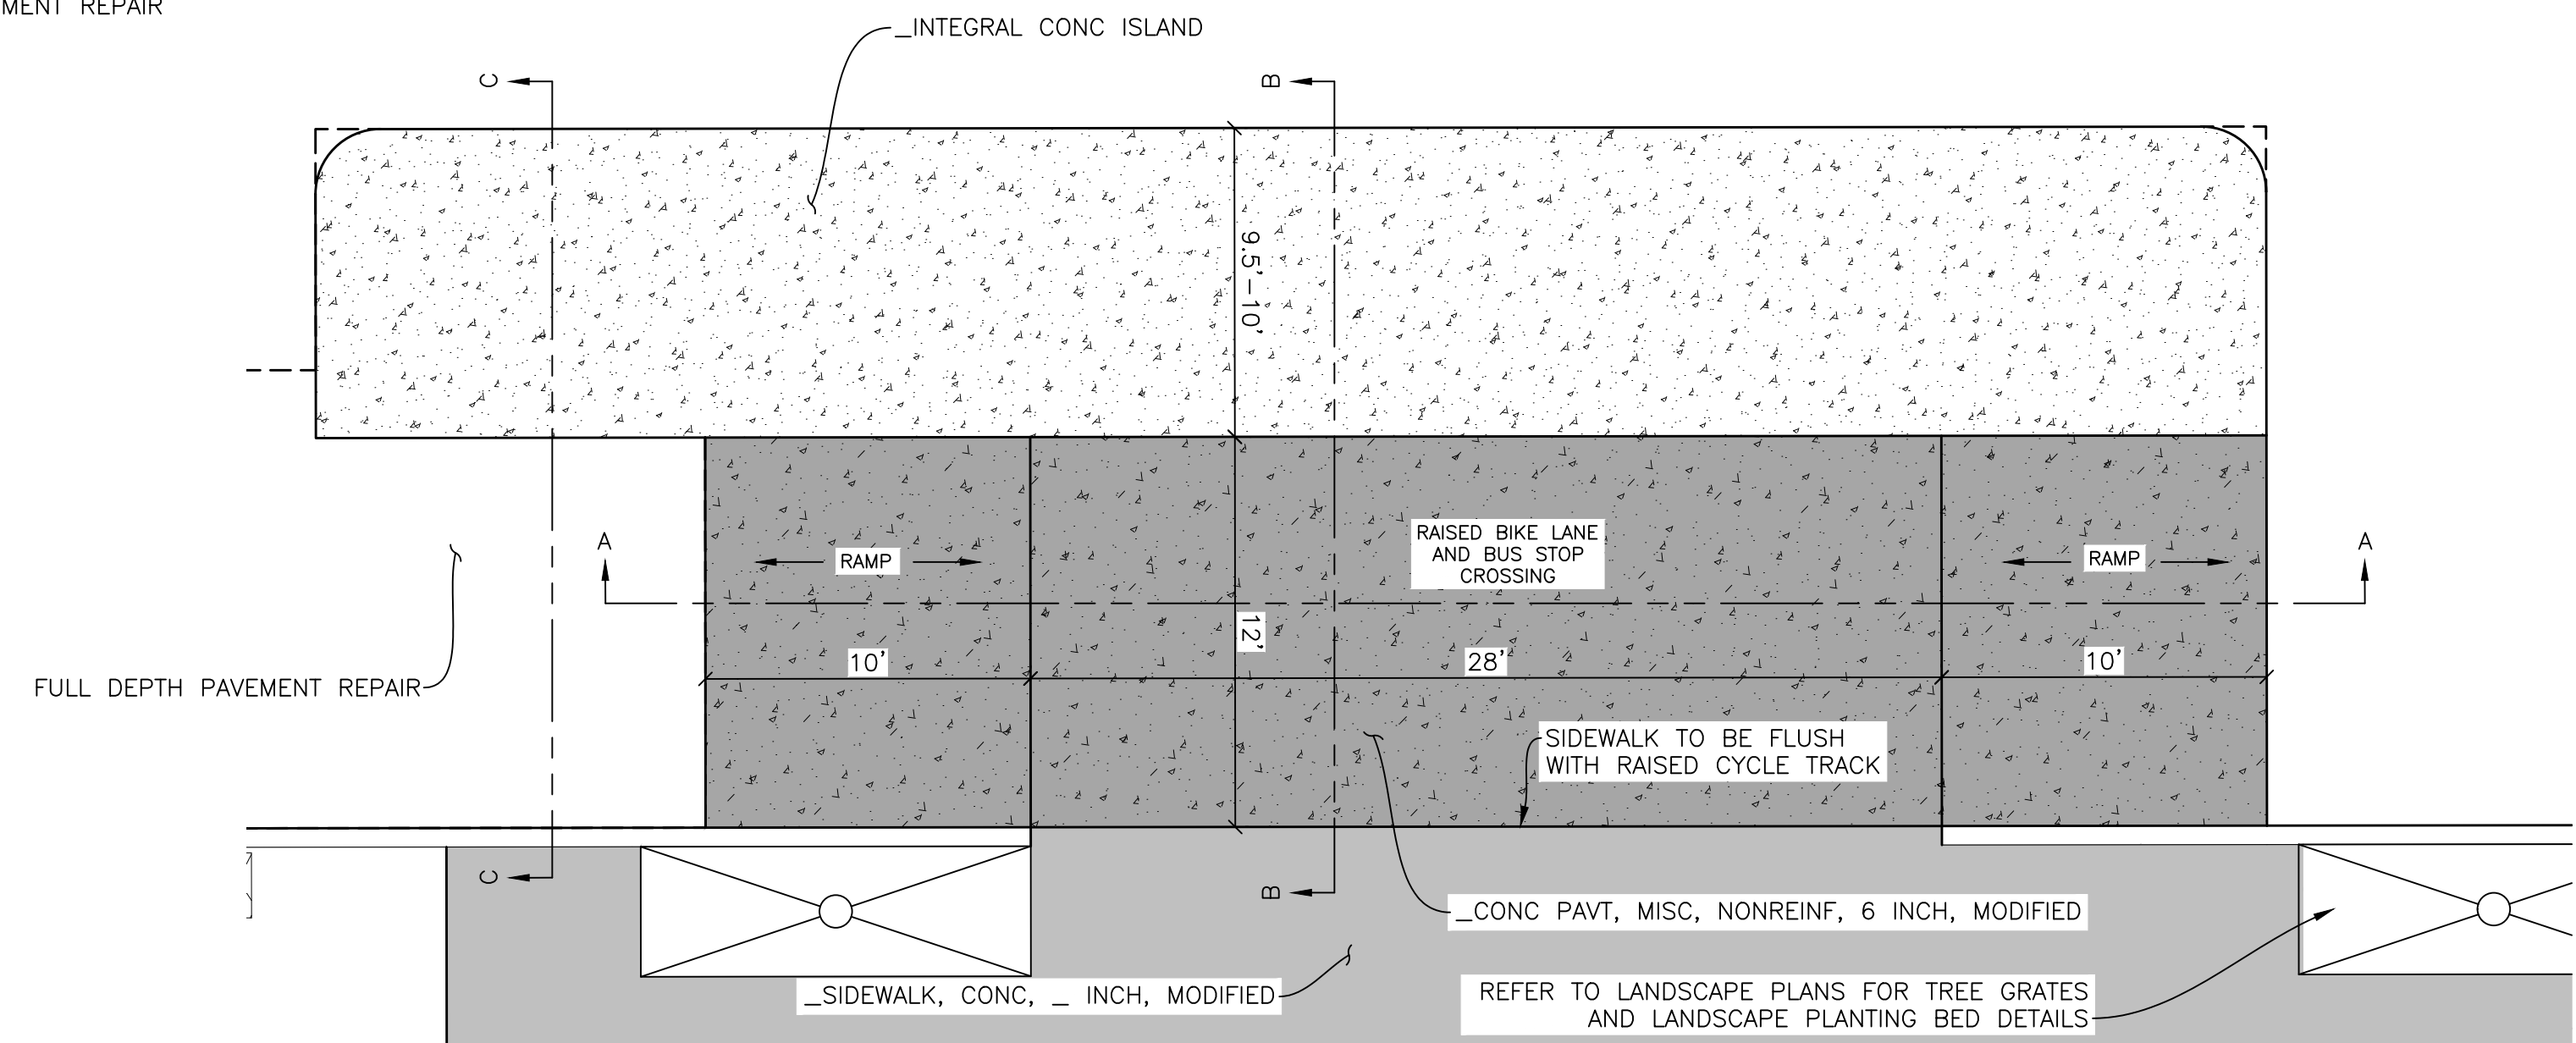 MENT REPAIR
_INTEGRAL CONC ISLAND
C
B
9.5'-10'
RAISED BIKE LANE
AND BUS STOP
CROSSING
A
RAMP
RAMP
A
12'
10'
28'
10'
FULL DEPTH PAVEMENT REPAIR
SIDEWALK TO BE FLUSH
WITH RAISED CYCLE TRACK
C
B
_CONC PAVT, MISC, NONREINF, 6 INCH, MODIFIED
_SIDEWALK, CONC, _ INCH, MODIFIED
REFER TO LANDSCAPE PLANS FOR TREE GRATES
AND LANDSCAPE PLANTING BED DETAILS